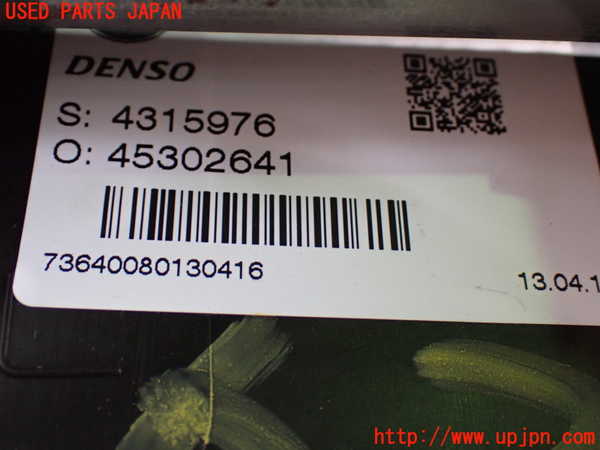 USED PARTS JAPAN
DENSO
S: 4315976
O: 45302641
73640080130416
13.04.1
http://www.upjpn.com/